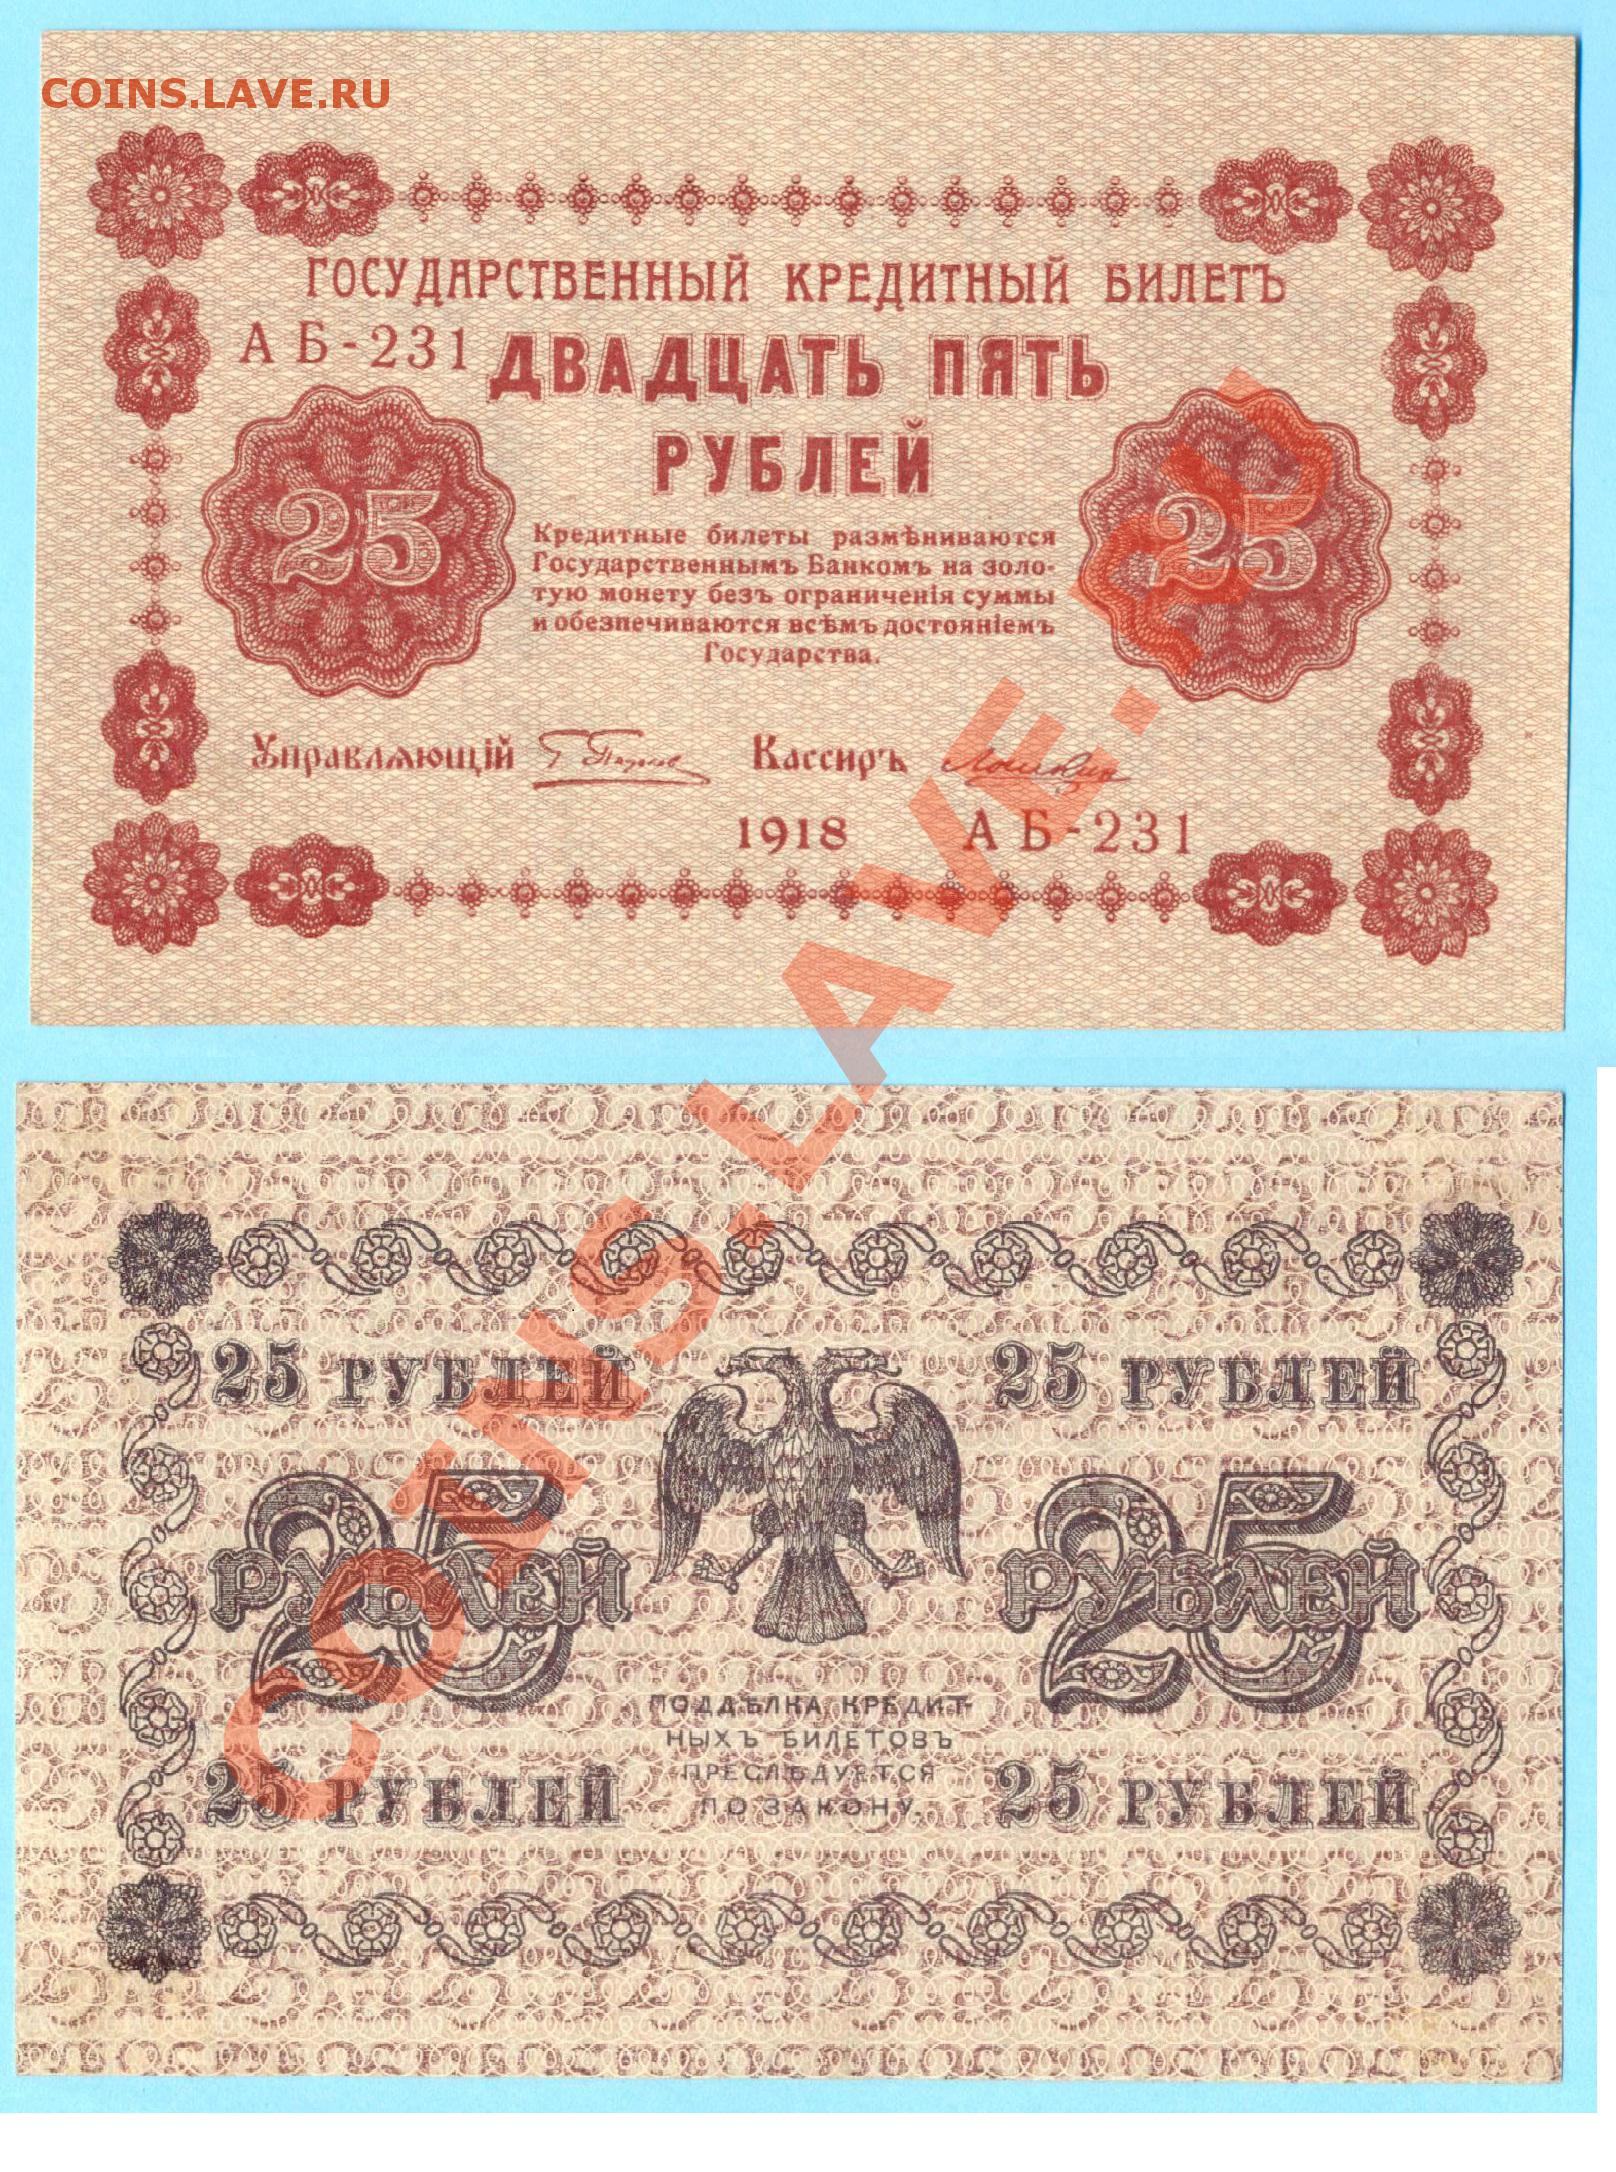 COINS.LAVE.RU
ГОСУДАРСТВЕННЫЙ КРЕДИТНЫЙ БИЛЕТЪ
АБ-231 ДВАДЦАТЬ ПЯТЬ
РУБЛЕЙ
25
25
Кредитные билеты размѣниваются
Государственнымъ Банкомъ на золо-
тую монету безъ ограниченія суммы
и обезпечиваются всѣмъ достояніемъ
Государства.
Управляющій
Кассиръ
1918 АБ-231
COINS.LAVE.RU
25 РУБЛЕЙ
25 РУБЛЕЙ
25 РУБЛЕЙ
25 РУБЛЕЙ
ПОДДѢЛКА КРЕДИТ-
НЫХЪ БИЛЕТОВЪ
ПРЕСЛѢДУЕТСЯ
ПО ЗАКОНУ.
25 РУБЛЕЙ
25 РУБЛЕЙ